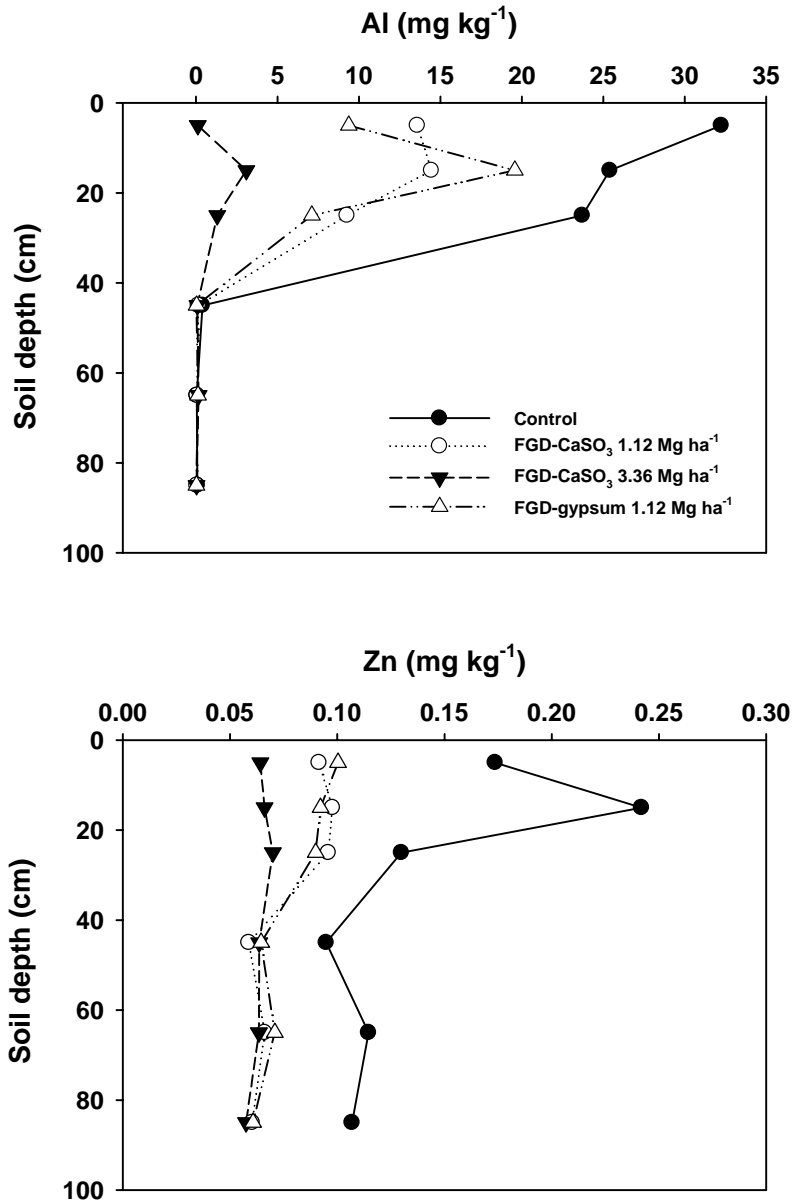 Al (mg kg⁻¹)
0 5 10 15 20 25 30 35
0
20
40
60
80
100
Soil depth (cm)
Control
FGD-CaSO₃ 1.12 Mg ha⁻¹
FGD-CaSO₃ 3.36 Mg ha⁻¹
FGD-gypsum 1.12 Mg ha⁻¹
Zn (mg kg⁻¹)
0.00 0.05 0.10 0.15 0.20 0.25 0.30
0
20
40
60
80
100
Soil depth (cm)